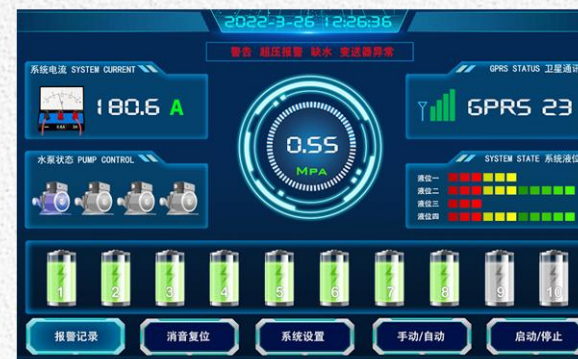 2022-3-26 12:26:36
警告 超压报警 缺水 变送器异常
系统电流 SYSTEM CURRENT
GPRS STATUS 卫星通讯
180.6 A
GPRS 23
0.55
MPA
水泵状态 PUMP CONTROL
SYSTEM STATE 系统液位
液位一
液位二
液位三
液位四
1 2 3 4 5 6 7 8 9 10
报警记录 消音复位 系统设置 手动/自动 启动/停止